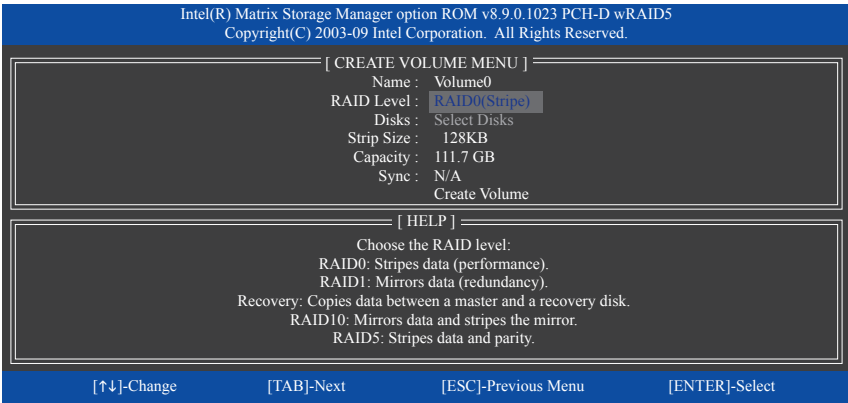 Intel(R) Matrix Storage Manager option ROM v8.9.0.1023 PCH-D wRAID5
Copyright(C) 2003-09 Intel Corporation.  All Rights Reserved.
[ CREATE VOLUME MENU ]
Name : Volume0
RAID Level : RAID0(Stripe)
Disks : Select Disks
Strip Size : 128KB
Capacity : 111.7 GB
Sync : N/A
Create Volume
[ HELP ]
Choose the RAID level:
RAID0: Stripes data (performance).
RAID1: Mirrors data (redundancy).
Recovery: Copies data between a master and a recovery disk.
RAID10: Mirrors data and stripes the mirror.
RAID5: Stripes data and parity.
[↑↓]-Change [TAB]-Next [ESC]-Previous Menu [ENTER]-Select